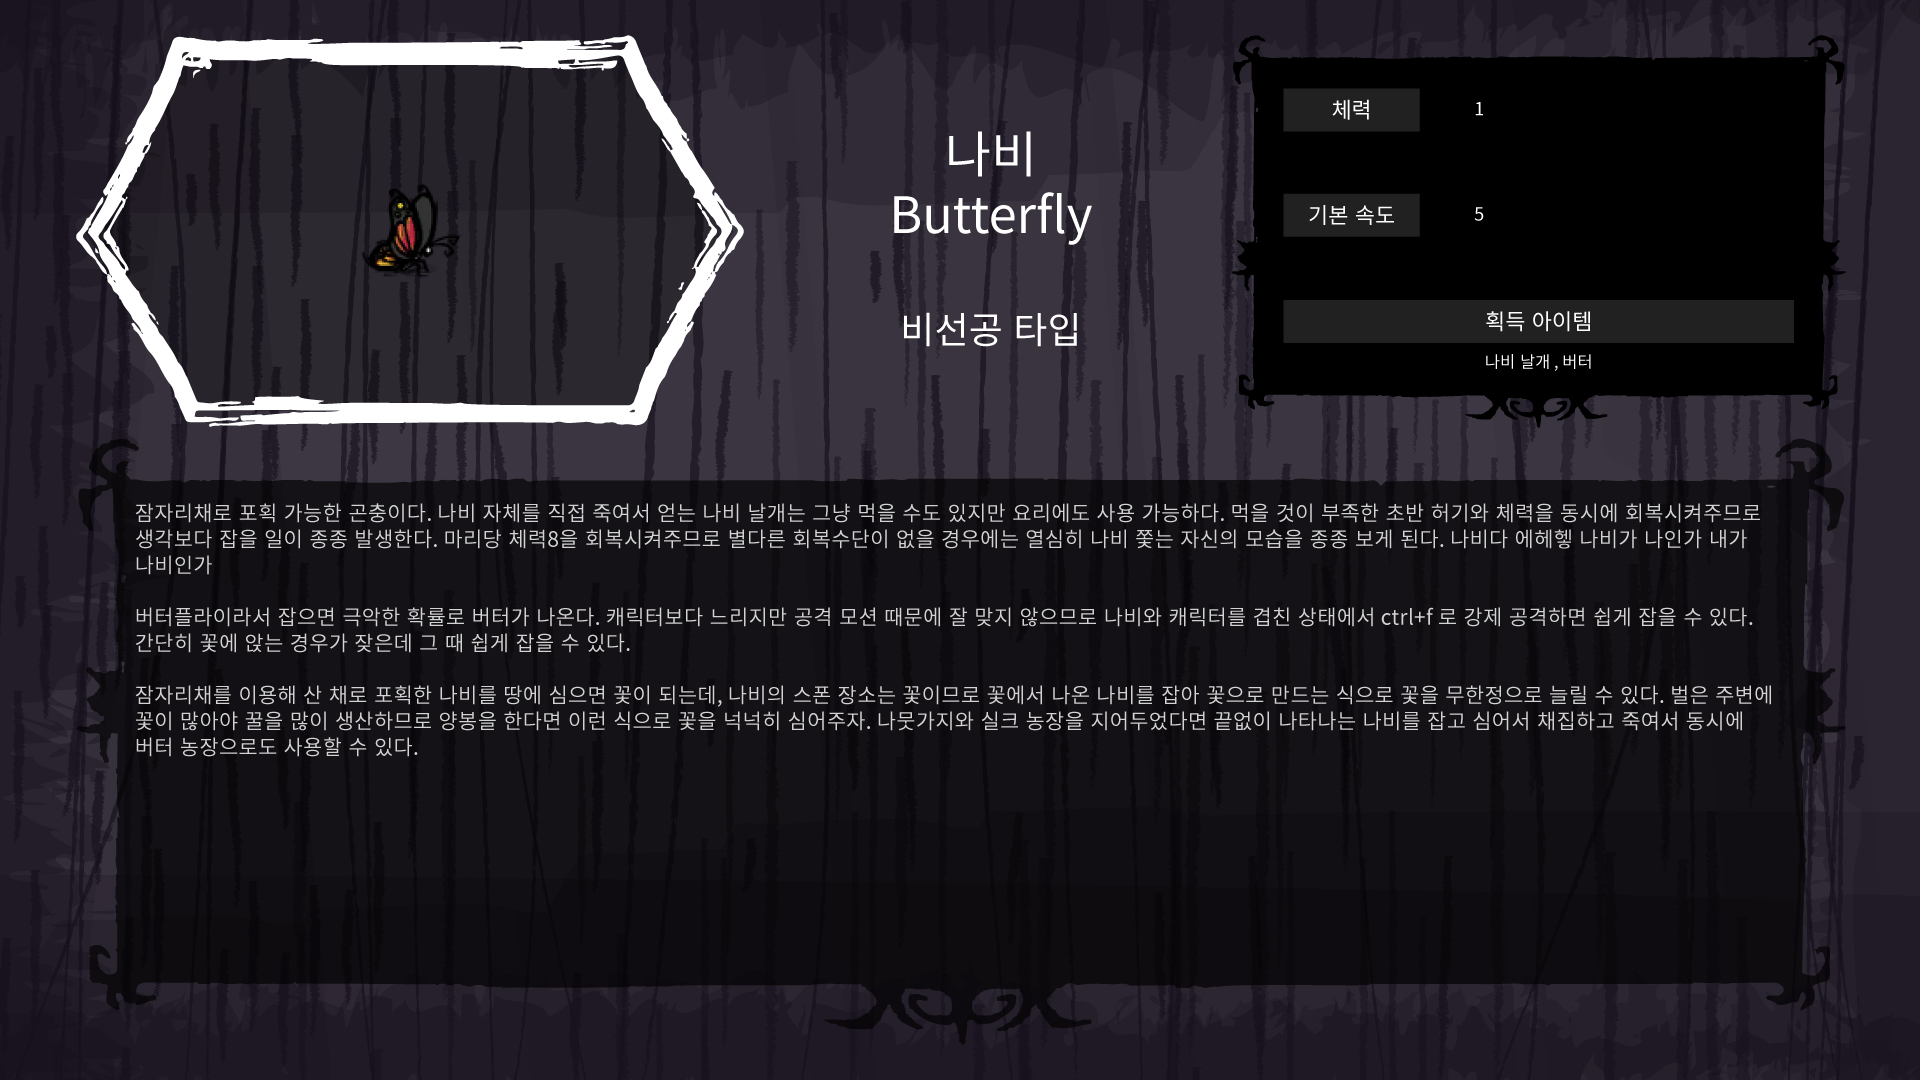 나비
Butterfly
비선공 타입
체력 1
기본 속도 5
획득 아이템
나비 날개 , 버터
잠자리채로 포획 가능한 곤충이다. 나비 자체를 직접 죽여서 얻는 나비 날개는 그냥 먹을 수도 있지만 요리에도 사용 가능하다. 먹을 것이 부족한 초반 허기와 체력을 동시에 회복시켜주므로
생각보다 잡을 일이 종종 발생한다. 마리당 체력8을 회복시켜주므로 별다른 회복수단이 없을 경우에는 열심히 나비 쫓는 자신의 모습을 종종 보게 된다. 나비다 에헤헿 나비가 나인가 내가
나비인가
버터플라이라서 잡으면 극악한 확률로 버터가 나온다. 캐릭터보다 느리지만 공격 모션 때문에 잘 맞지 않으므로 나비와 캐릭터를 겹친 상태에서 ctrl+f 로 강제 공격하면 쉽게 잡을 수 있다.
간단히 꽃에 앉는 경우가 잦은데 그 때 쉽게 잡을 수 있다.
잠자리채를 이용해 산 채로 포획한 나비를 땅에 심으면 꽃이 되는데, 나비의 스폰 장소는 꽃이므로 꽃에서 나온 나비를 잡아 꽃으로 만드는 식으로 꽃을 무한정으로 늘릴 수 있다. 벌은 주변에
꽃이 많아야 꿀을 많이 생산하므로 양봉을 한다면 이런 식으로 꽃을 넉넉히 심어주자. 나뭇가지와 실크 농장을 지어두었다면 끝없이 나타나는 나비를 잡고 심어서 채집하고 죽여서 동시에
버터 농장으로도 사용할 수 있다.